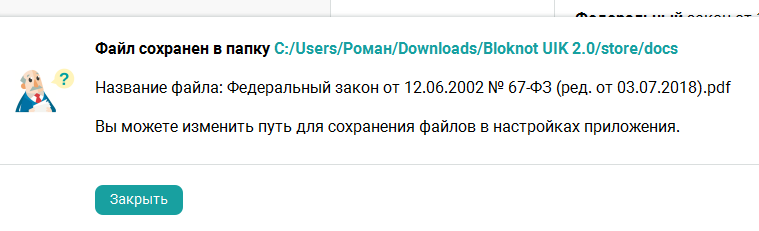 Федеральный закон от
Файл сохранен в папку C:/Users/Роман/Downloads/Bloknot UIK 2.0/store/docs
?
Название файла: Федеральный закон от 12.06.2002 № 67-ФЗ (ред. от 03.07.2018).pdf
Вы можете изменить путь для сохранения файлов в настройках приложения.
Закрыть